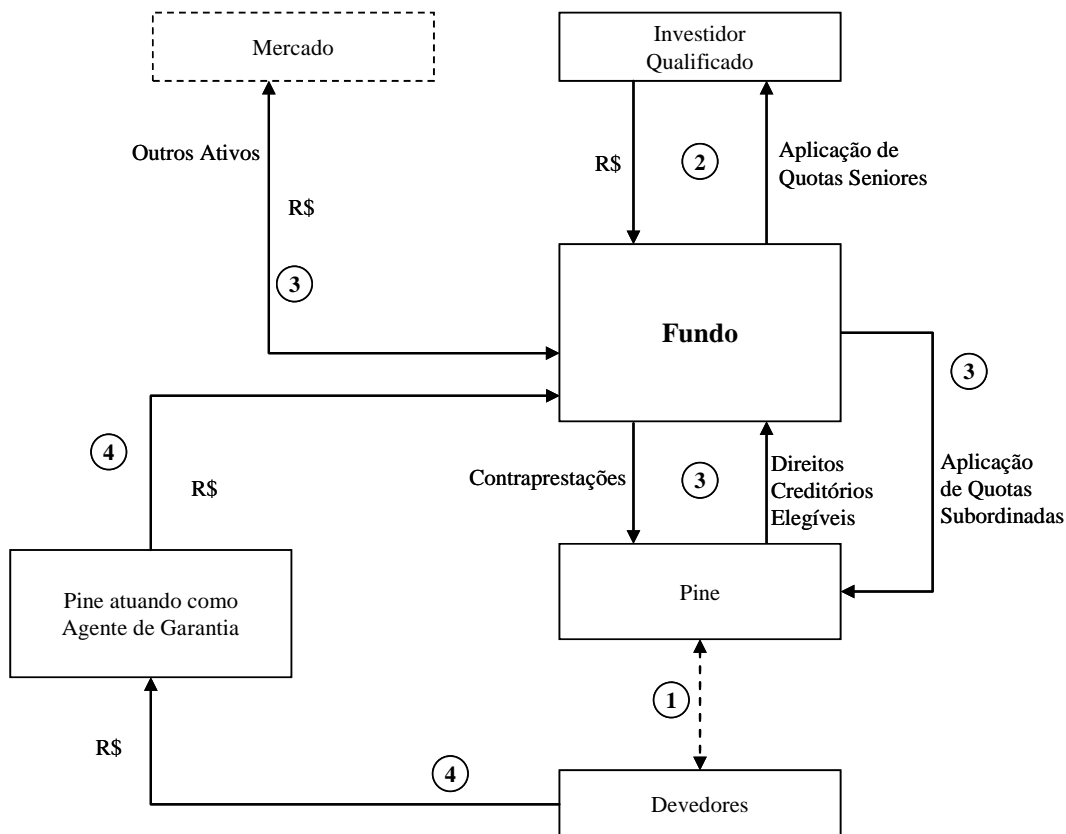 Mercado
Investidor
Qualificado
Outros Ativos
R$
3
R$
2
Aplicação de
Quotas Seniores
Fundo
3
Aplicação
de Quotas
Subordinadas
4
R$
Contraprestações
3
Direitos
Creditórios
Elegíveis
Pine atuando como
Agente de Garantia
Pine
1
R$
4
Devedores